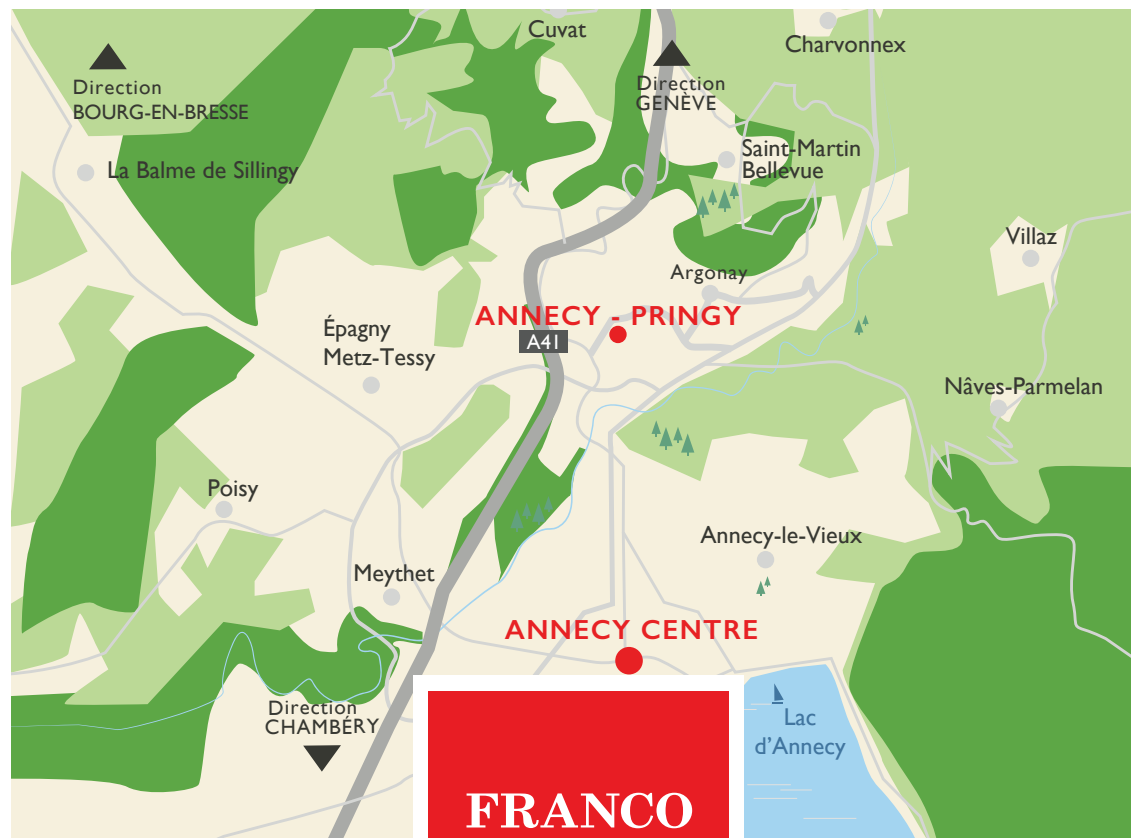 Cuvat
Charvonnex
Direction
BOURG-EN-BRESSE
Direction
GENÈVE
La Balme de Sillingy
Saint-Martin
Bellevue
Villaz
Argonay
ANNECY - PRINGY
A41
Épagny
Metz-Tessy
Nâves-Parmelan
Poisy
Annecy-le-Vieux
Meythet
ANNECY CENTRE
Direction
CHAMBÉRY
Lac
d'Annecy
FRANCO